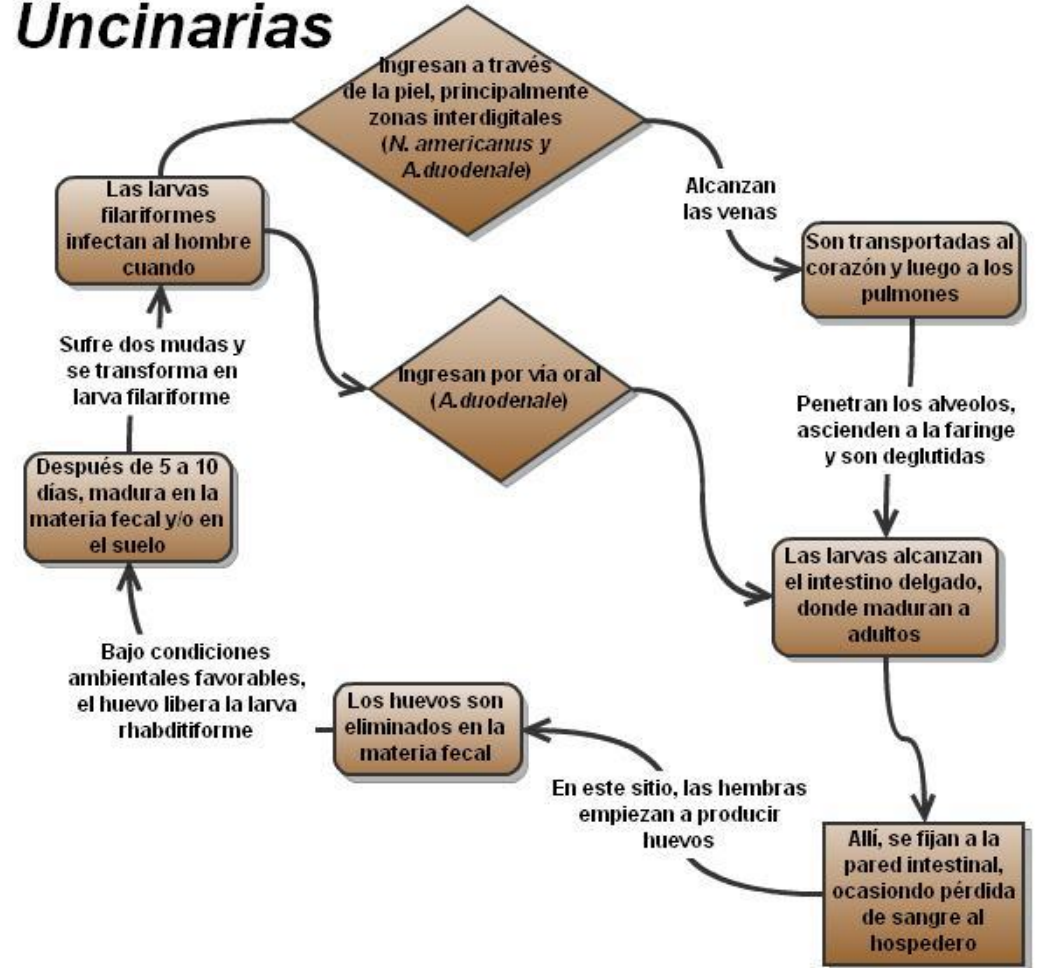 Uncinarias
Ingresan a través
de la piel, principalmente
zonas interdigitales
(N. americanus y
A.duodenale)
Alcanzan
las venas
Son transportadas al
corazón y luego a los
pulmones
Penetran los alveolos,
ascienden a la faringe
y son deglutidas
Las larvas
filariformes
infectan al hombre
cuando
Ingresan por vía oral
(A.duodenale)
Las larvas alcanzan
el intestino delgado,
donde maduran a
adultos
Allí, se fijan a la
pared intestinal,
ocasiondo pérdida
de sangre al
hospedero
En este sitio, las hembras
empiezan a producir
huevos
Los huevos son
eliminados en la
materia fecal
Bajo condiciones
ambientales favorables,
el huevo libera la larva
rhabditiforme
Después de 5 a 10
días, madura en la
materia fecal y/o en
el suelo
Sufre dos mudas y
se transforma en
larva filariforme